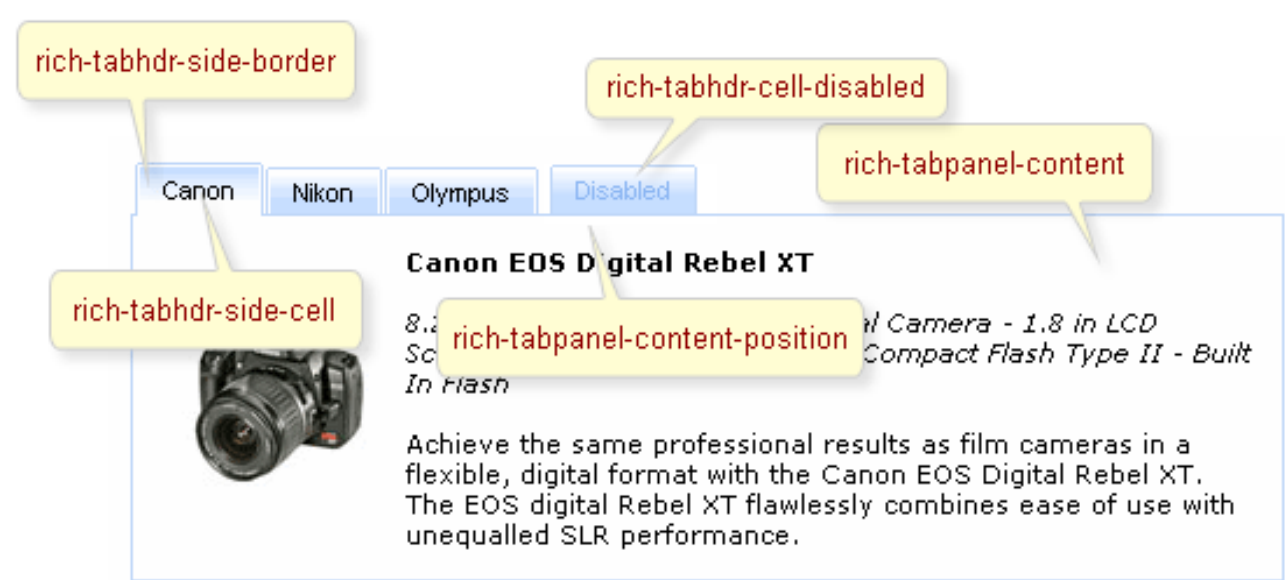 rich-tabhdr-side-border
rich-tabhdr-cell-disabled
rich-tabpanel-content
Canon Nikon Olympus Disabled
Canon EOS Digital Rebel XT
rich-tabhdr-side-cell
rich-tabpanel-content-position
Camera - 1.8 in LCD
Compact Flash Type II - Built
In Flash
Achieve the same professional results as film cameras in a
flexible, digital format with the Canon EOS Digital Rebel XT.
The EOS digital Rebel XT flawlessly combines ease of use with
unequalled SLR performance.